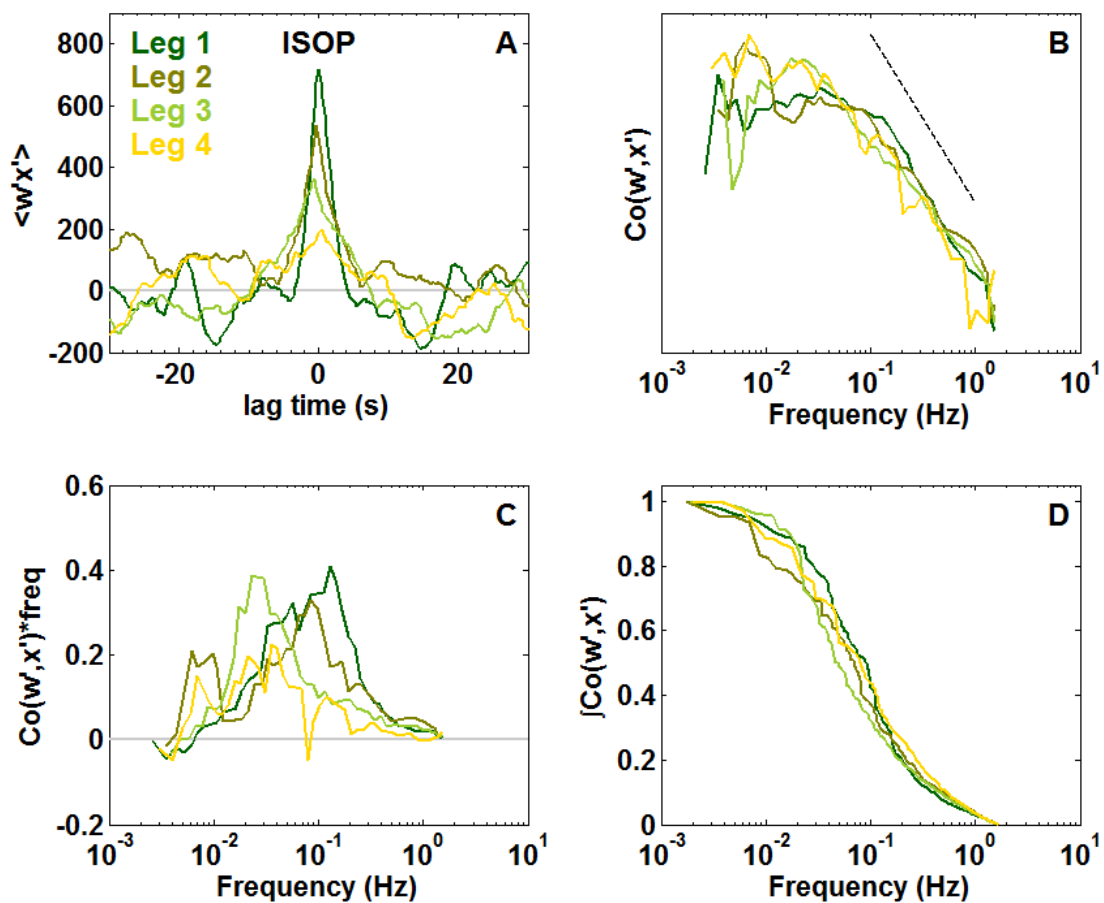 A
ISOP
Leg 1
Leg 2
Leg 3
Leg 4
<w'x'>
800
600
400
200
0
-200
-20 0 20
lag time (s)
B
Co(w',x')
10^-3 10^-2 10^-1 10^0 10^1
Frequency (Hz)
C
Co(w',x')*freq
0.6
0.4
0.2
0
-0.2
10^-3 10^-2 10^-1 10^0 10^1
Frequency (Hz)
D
∫Co(w',x')
1
0.8
0.6
0.4
0.2
0
10^-3 10^-2 10^-1 10^0 10^1
Frequency (Hz)